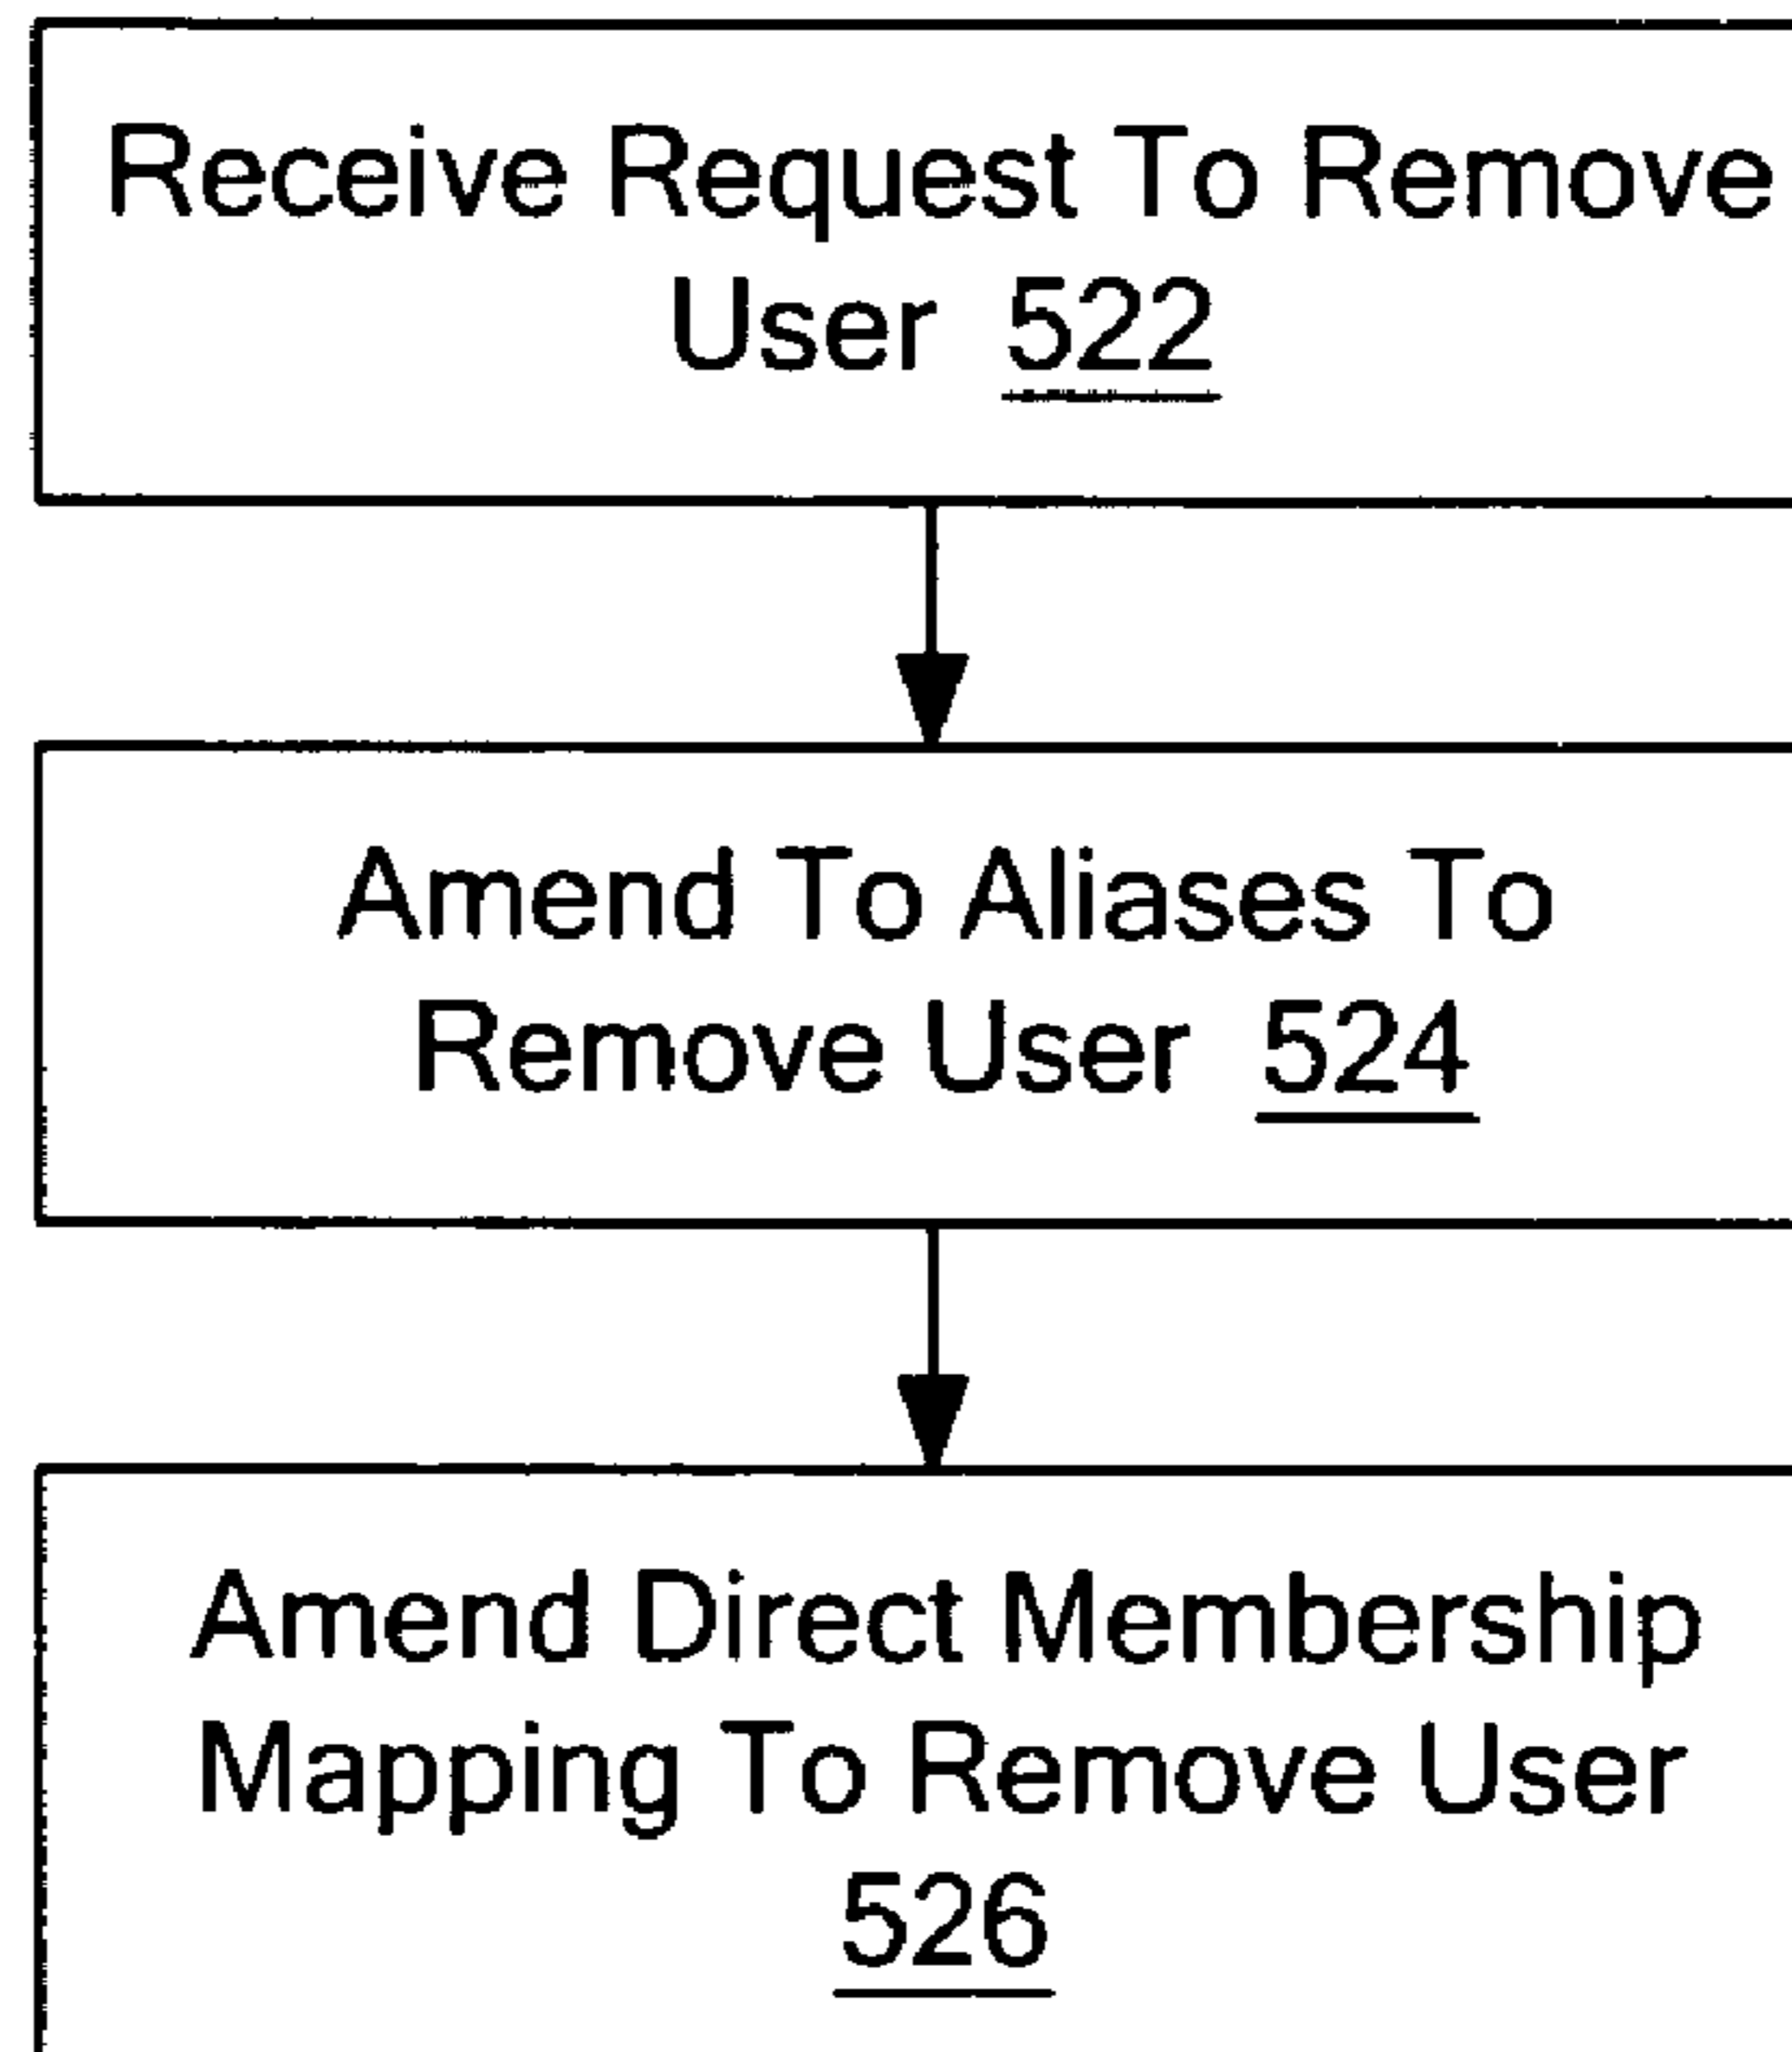 Receive Request To Remove
User 522
Amend To Aliases To
Remove User 524
Amend Direct Membership
Mapping To Remove User
526